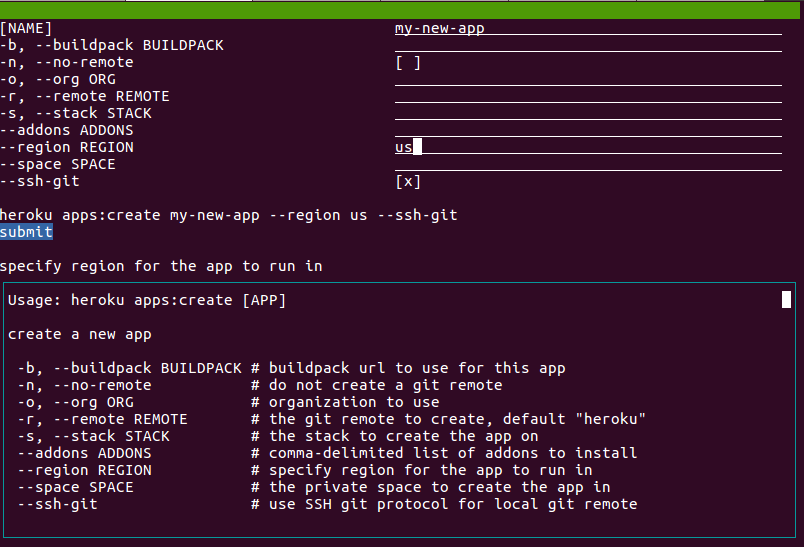 [NAME] my-new-app
-b, --buildpack BUILDPACK
-n, --no-remote [ ]
-o, --org ORG
-r, --remote REMOTE
-s, --stack STACK
--addons ADDONS
--region REGION us
--space SPACE
--ssh-git [x]
heroku apps:create my-new-app --region us --ssh-git
submit
specify region for the app to run in
Usage: heroku apps:create [APP]
create a new app
-b, --buildpack BUILDPACK # buildpack url to use for this app
-n, --no-remote # do not create a git remote
-o, --org ORG # organization to use
-r, --remote REMOTE # the git remote to create, default "heroku"
-s, --stack STACK # the stack to create the app on
--addons ADDONS # comma-delimited list of addons to install
--region REGION # specify region for the app to run in
--space SPACE # the private space to create the app in
--ssh-git # use SSH git protocol for local git remote